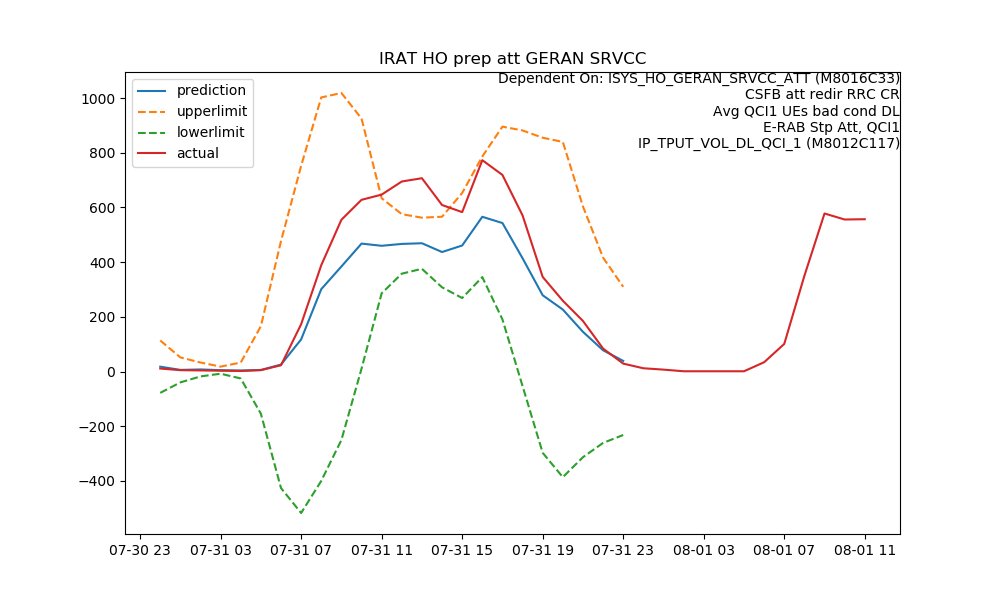 IRAT HO prep att GERAN SRVCC
Dependent On: ISYS_HO_GERAN_SRVCC_ATT (M8016C33)
CSFB att redir RRC CR
Avg QCI1 UEs bad cond DL
E-RAB Stp Att, QCI1
IP_TPUT_VOL_DL_QCI_1 (M8012C117)
prediction
upperlimit
lowerlimit
actual
1000
800
600
400
200
0
−200
−400
07-30 23 07-31 03 07-31 07 07-31 11 07-31 15 07-31 19 07-31 23 08-01 03 08-01 07 08-01 11